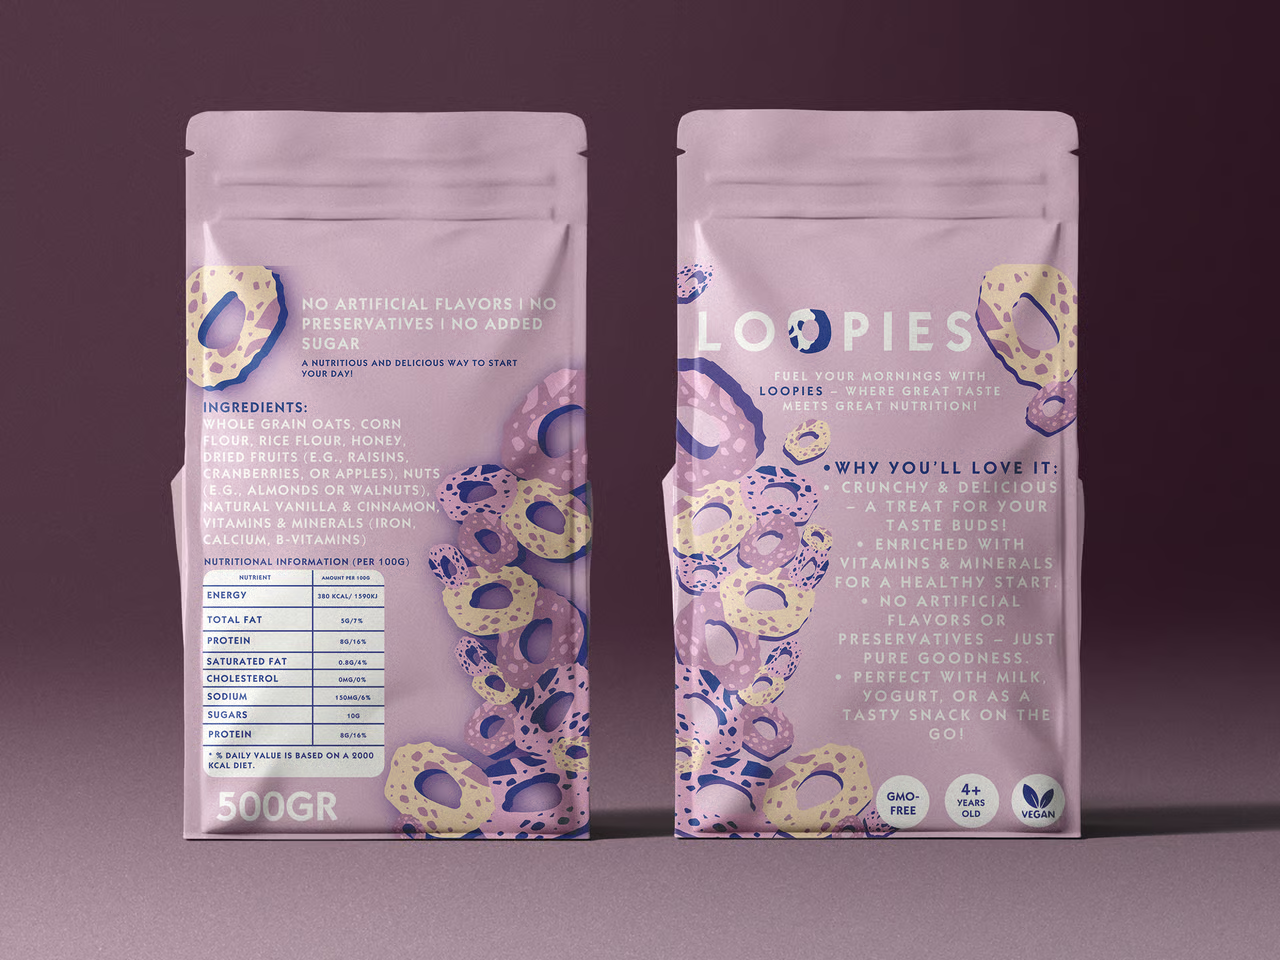 NO ARTIFICIAL FLAVORS | NO
PRESERVATIVES | NO ADDED
SUGAR
A NUTRITIOUS AND DELICIOUS WAY TO START
YOUR DAY!
INGREDIENTS:
WHOLE GRAIN OATS, CORN
FLOUR, RICE FLOUR, HONEY,
DRIED FRUITS (E.G., RAISINS,
CRANBERRIES, OR APPLES), NUTS
(E.G., ALMONDS OR WALNUTS),
NATURAL VANILLA & CINNAMON,
VITAMINS & MINERALS (IRON,
CALCIUM, B-VITAMINS)
NUTRITIONAL INFORMATION (PER 100G)
NUTRIENT AMOUNT PER 100G
ENERGY 380 KCAL/ 1590KJ
TOTAL FAT 5G/7%
PROTEIN 8G/16%
SATURATED FAT 0.8G/4%
CHOLESTEROL 0MG/0%
SODIUM 150MG/6%
SUGARS 10G
PROTEIN 8G/16%
* % DAILY VALUE IS BASED ON A 2000
KCAL DIET.
500GR
LOOPIES
FUEL YOUR MORNINGS WITH
LOOPIES – WHERE GREAT TASTE
MEETS GREAT NUTRITION!
•WHY YOU'LL LOVE IT:
• CRUNCHY & DELICIOUS
– A TREAT FOR YOUR
TASTE BUDS!
• ENRICHED WITH
VITAMINS & MINERALS
FOR A HEALTHY START.
• NO ARTIFICIAL
FLAVORS OR
PRESERVATIVES – JUST
PURE GOODNESS.
• PERFECT WITH MILK,
YOGURT, OR AS A
TASTY SNACK ON THE
GO!
GMO-
FREE
4+
YEARS
OLD
VEGAN